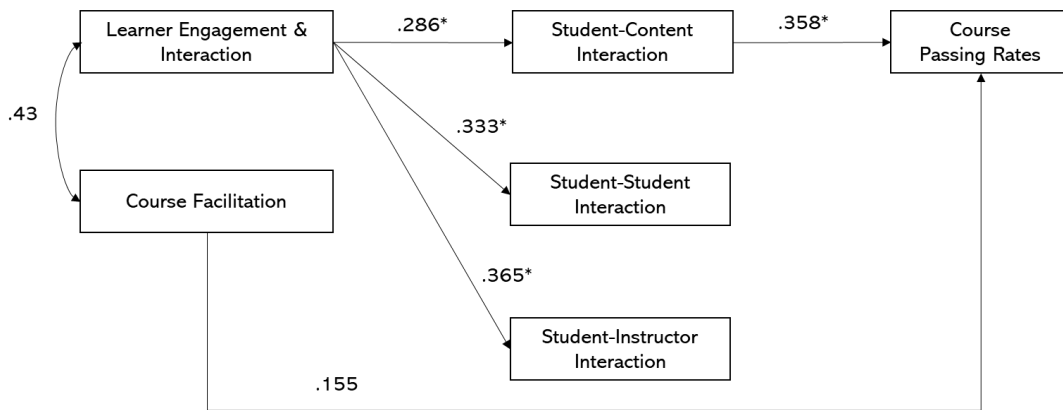 Learner Engagement &
Interaction
.286*
Student-Content
Interaction
.358*
Course
Passing Rates
.43
.333*
Course Facilitation
Student-Student
Interaction
.365*
Student-Instructor
Interaction
.155